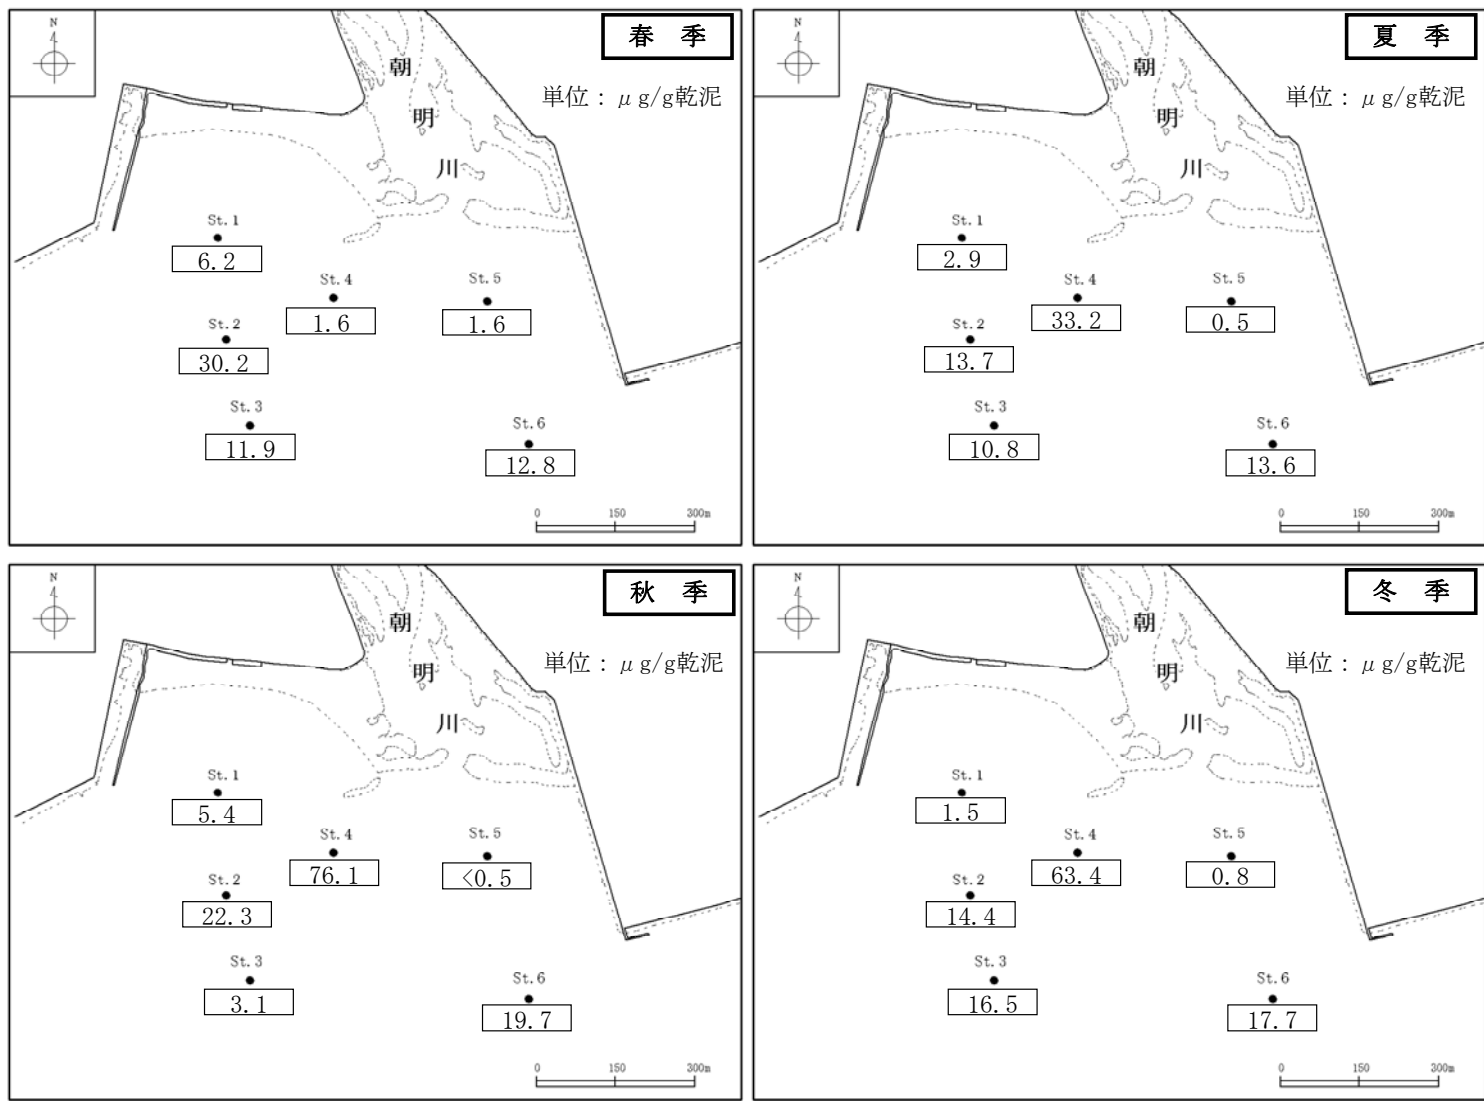 N
春 季
単位：μg/g乾泥
朝
明
川
St.1
6.2
St.4
1.6
St.5
1.6
St.2
30.2
St.3
11.9
St.6
12.8
0 150 300m
N
夏 季
単位：μg/g乾泥
朝
明
川
St.1
2.9
St.4
33.2
St.5
0.5
St.2
13.7
St.3
10.8
St.6
13.6
0 150 300m
N
秋 季
単位：μg/g乾泥
朝
明
川
St.1
5.4
St.4
76.1
St.5
<0.5
St.2
22.3
St.3
3.1
St.6
19.7
0 150 300m
N
冬 季
単位：μg/g乾泥
朝
明
川
St.1
1.5
St.4
63.4
St.5
0.8
St.2
14.4
St.3
16.5
St.6
17.7
0 150 300m